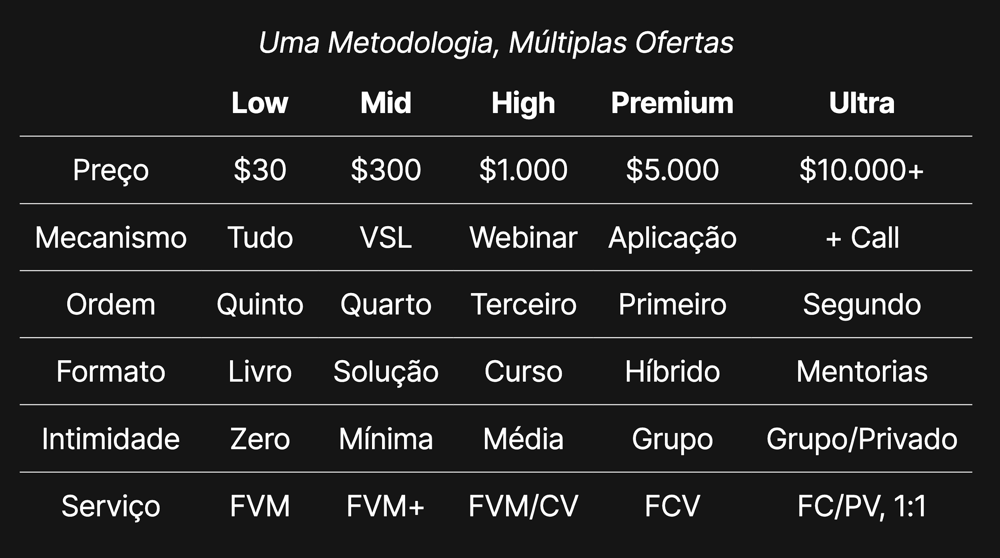 Uma Metodologia, Múltiplas Ofertas
Low Mid High Premium Ultra
Preço $30 $300 $1.000 $5.000 $10.000+
Mecanismo Tudo VSL Webinar Aplicação + Call
Ordem Quinto Quarto Terceiro Primeiro Segundo
Formato Livro Solução Curso Híbrido Mentorias
Intimidade Zero Mínima Média Grupo Grupo/Privado
Serviço FVM FVM+ FVM/CV FCV FC/PV, 1:1